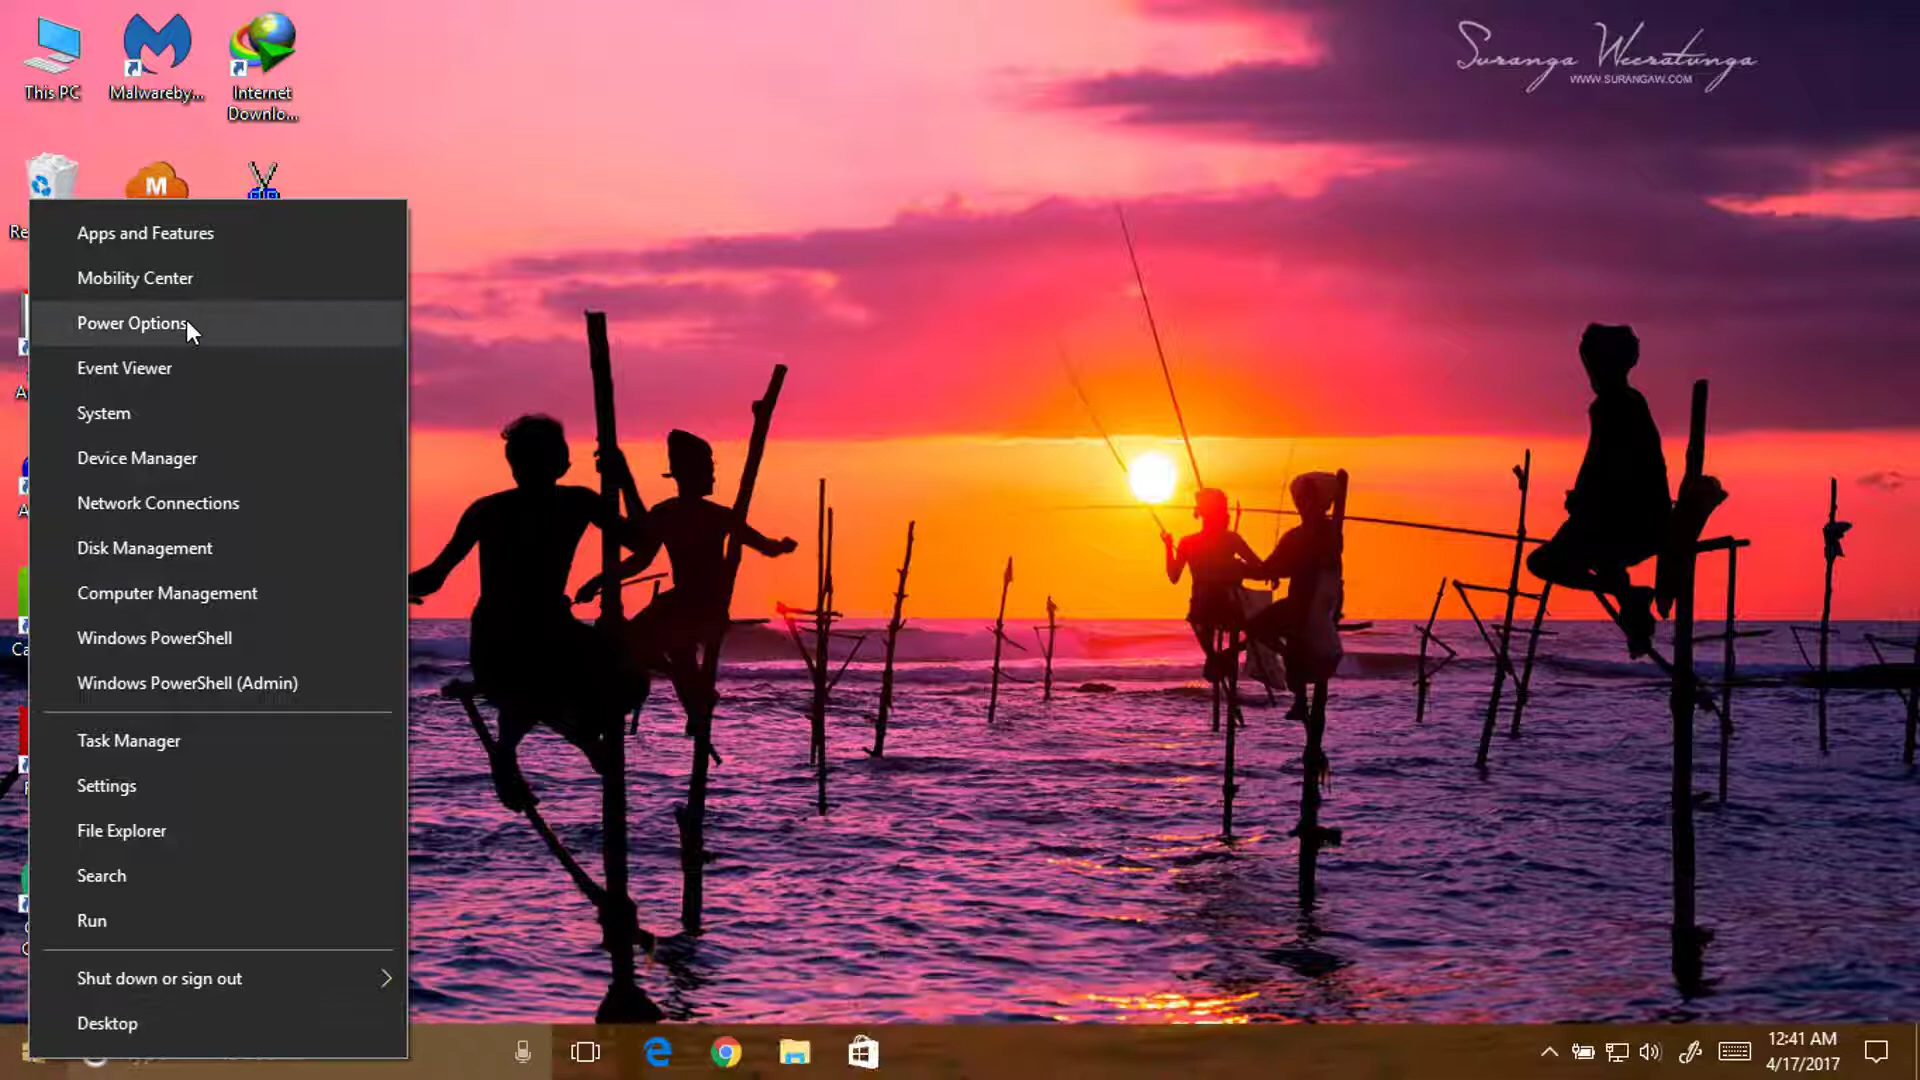 Suranga Weeratunga
WWW.SURANGAW.COM
This PC
Malwareby...
Internet
Downlo...
M
Re
Apps and Features
Mobility Center
Power Options
Event Viewer
System
Device Manager
Network Connections
Disk Management
Computer Management
Windows PowerShell
Windows PowerShell (Admin)
Task Manager
Settings
File Explorer
Search
Run
Shut down or sign out
Desktop
Ca
12:41 AM
4/17/2017